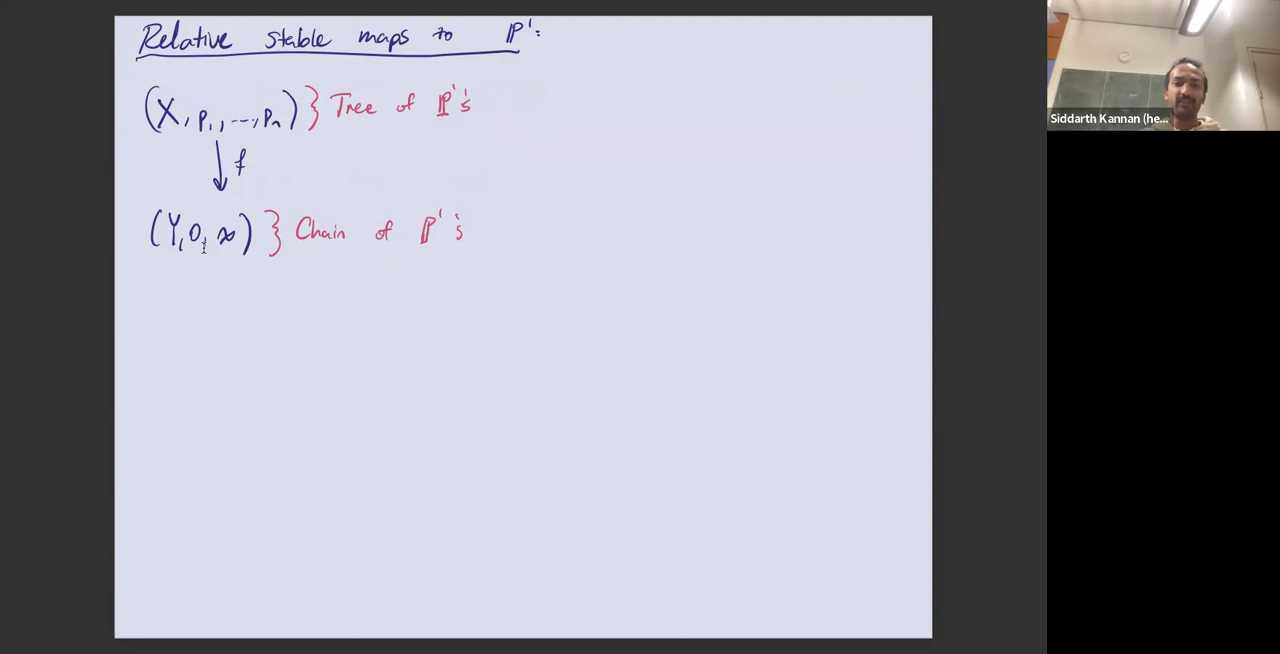 Relative stable maps to ℙ¹:
(X, p₁, ..., pₙ) } Tree of ℙ¹'s
↓ f
(Y, 0, ∞) } Chain of ℙ¹'s
Siddarth Kannan (he...